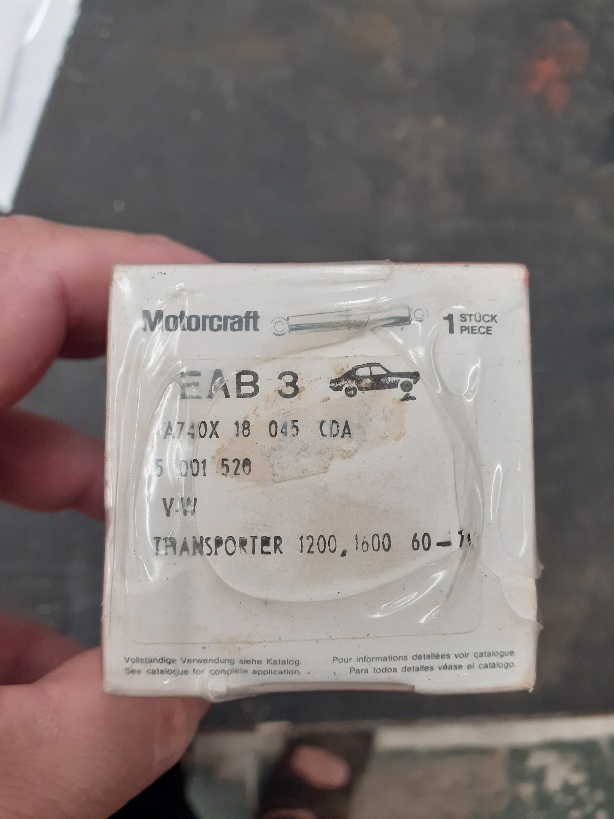 Motorcraft
1 STÜCK
PIECE
EAB 3
A740X 18 045 CDA
5 001 520
V·W
TRANSPORTER 1200,1600 60–
Vollständige Verwendung siehe Katalog.
See catalogue for complete application.
Pour informations détaillées voir catalogue.
Para todos detalles véase el catálogo.